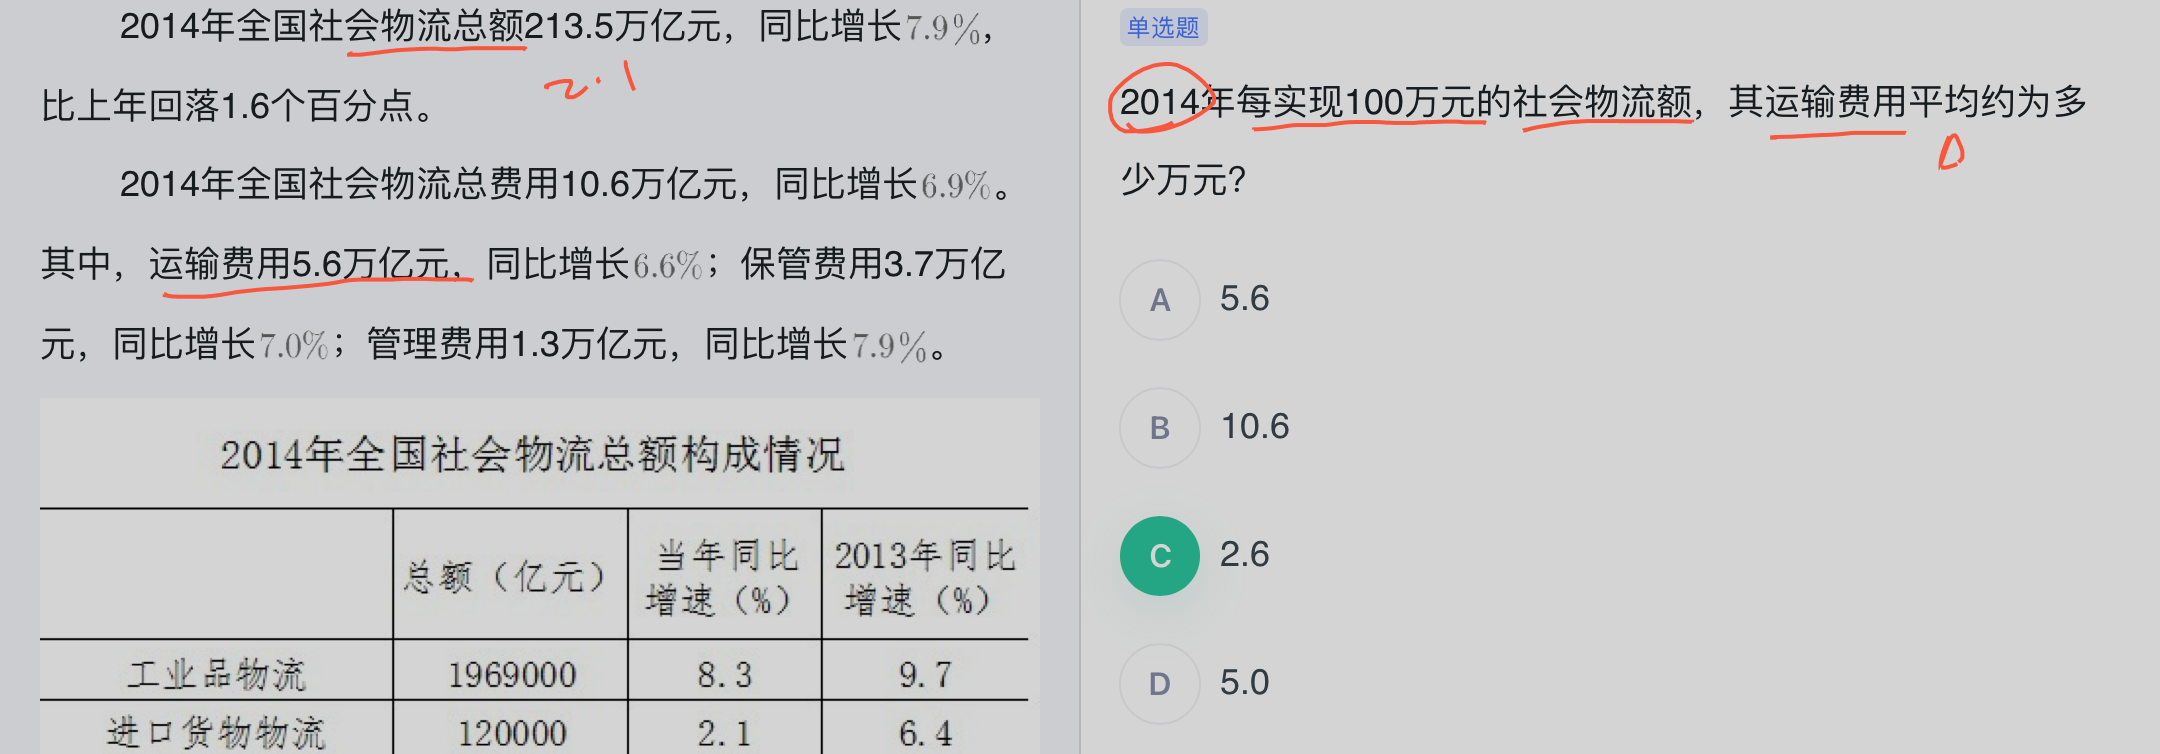 2014年全国社会物流总额213.5万亿元，同比增长7.9%，
2.1
比上年回落1.6个百分点。
2014年全国社会物流总费用10.6万亿元，同比增长6.9%。
其中，运输费用5.6万亿元，同比增长6.6%；保管费用3.7万亿
元，同比增长7.0%；管理费用1.3万亿元，同比增长7.9%。
2014年全国社会物流总额构成情况
总额（亿元） 当年同比增速（%） 2013年同比增速（%）
工业品物流 1969000 8.3 9.7
进口货物物流 120000 2.1 6.4
单选题
2014年每实现100万元的社会物流额，其运输费用平均约为多
少万元?
A 5.6
B 10.6
C 2.6
D 5.0